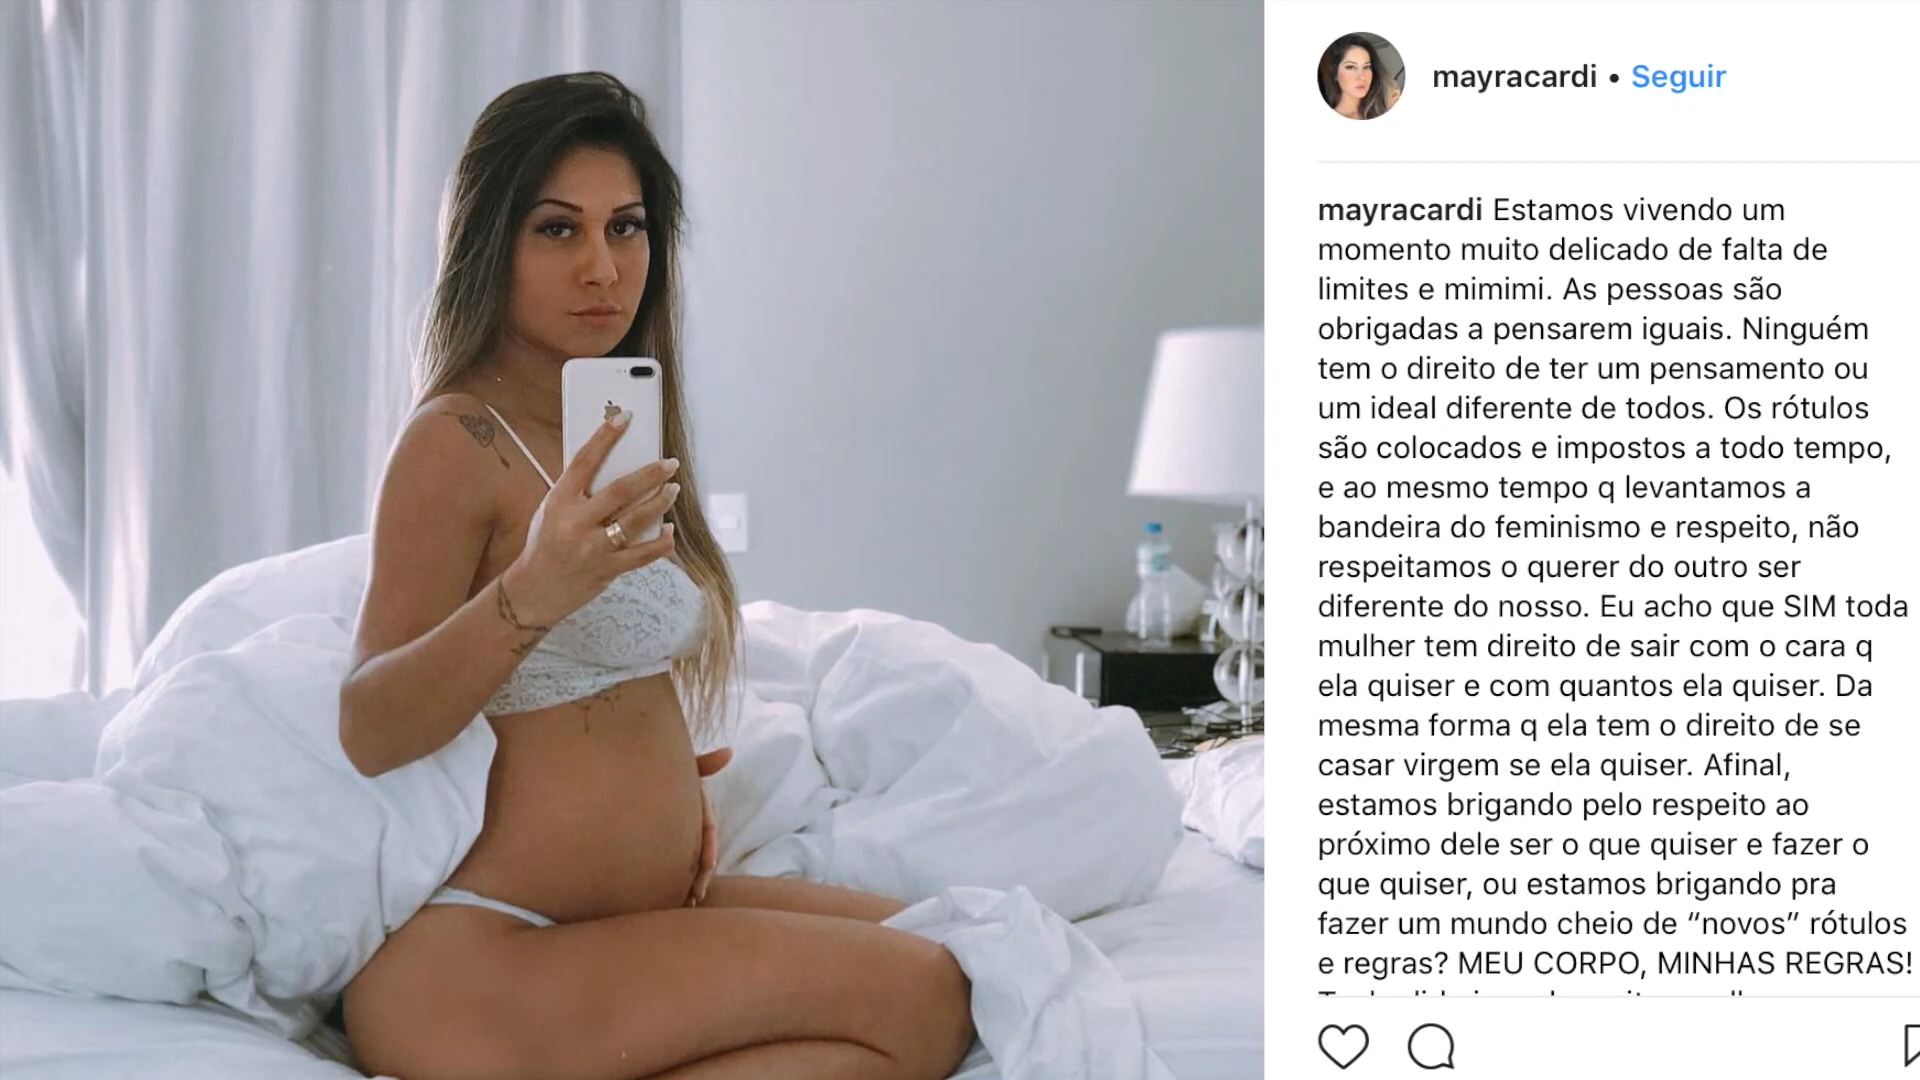 mayracardi • Seguir
mayracardi Estamos vivendo um
momento muito delicado de falta de
limites e mimimi. As pessoas são
obrigadas a pensarem iguais. Ninguém
tem o direito de ter um pensamento ou
um ideal diferente de todos. Os rótulos
são colocados e impostos a todo tempo,
e ao mesmo tempo q levantamos a
bandeira do feminismo e respeito, não
respeitamos o querer do outro ser
diferente do nosso. Eu acho que SIM toda
mulher tem direito de sair com o cara q
ela quiser e com quantos ela quiser. Da
mesma forma q ela tem o direito de se
casar virgem se ela quiser. Afinal,
estamos brigando pelo respeito ao
próximo dele ser o que quiser e fazer o
que quiser, ou estamos brigando pra
fazer um mundo cheio de “novos” rótulos
e regras? MEU CORPO, MINHAS REGRAS!